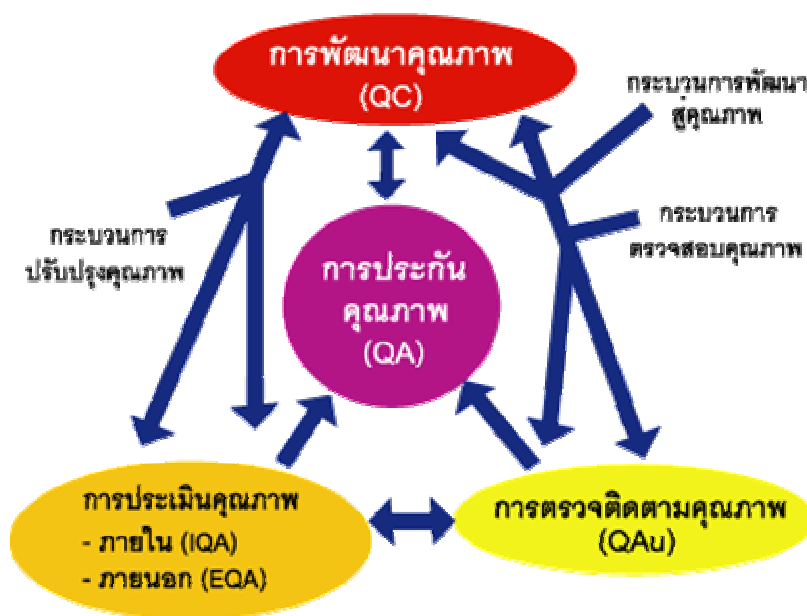 การพัฒนาคุณภาพ
(QC)
กระบวนการพัฒนา
สู่คุณภาพ
กระบวนการ
ตรวจสอบคุณภาพ
กระบวนการ
ปรับปรุงคุณภาพ
การประกัน
คุณภาพ
(QA)
การประเมินคุณภาพ
- ภายใน (IQA)
- ภายนอก (EQA)
การตรวจติดตามคุณภาพ
(QAu)